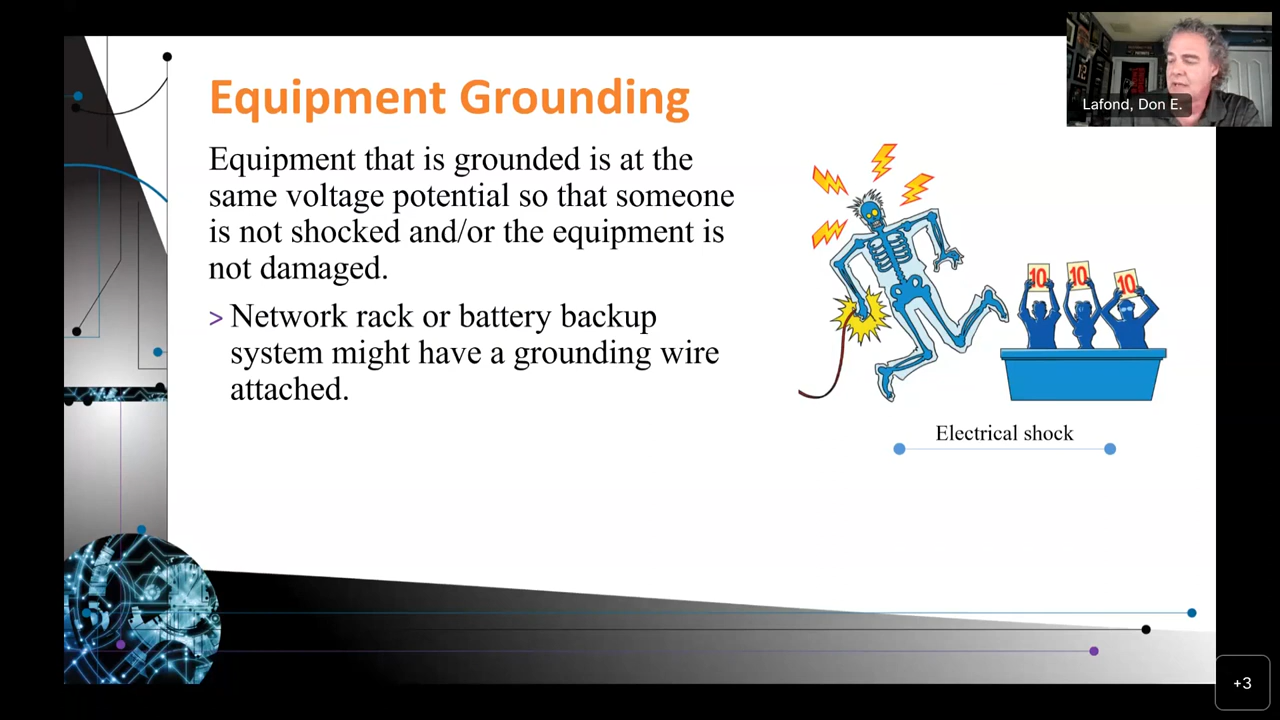 Equipment Grounding
Equipment that is grounded is at the
same voltage potential so that someone
is not shocked and/or the equipment is
not damaged.
> Network rack or battery backup
system might have a grounding wire
attached.
10
10
10
Electrical shock
Lafond, Don E.
+3